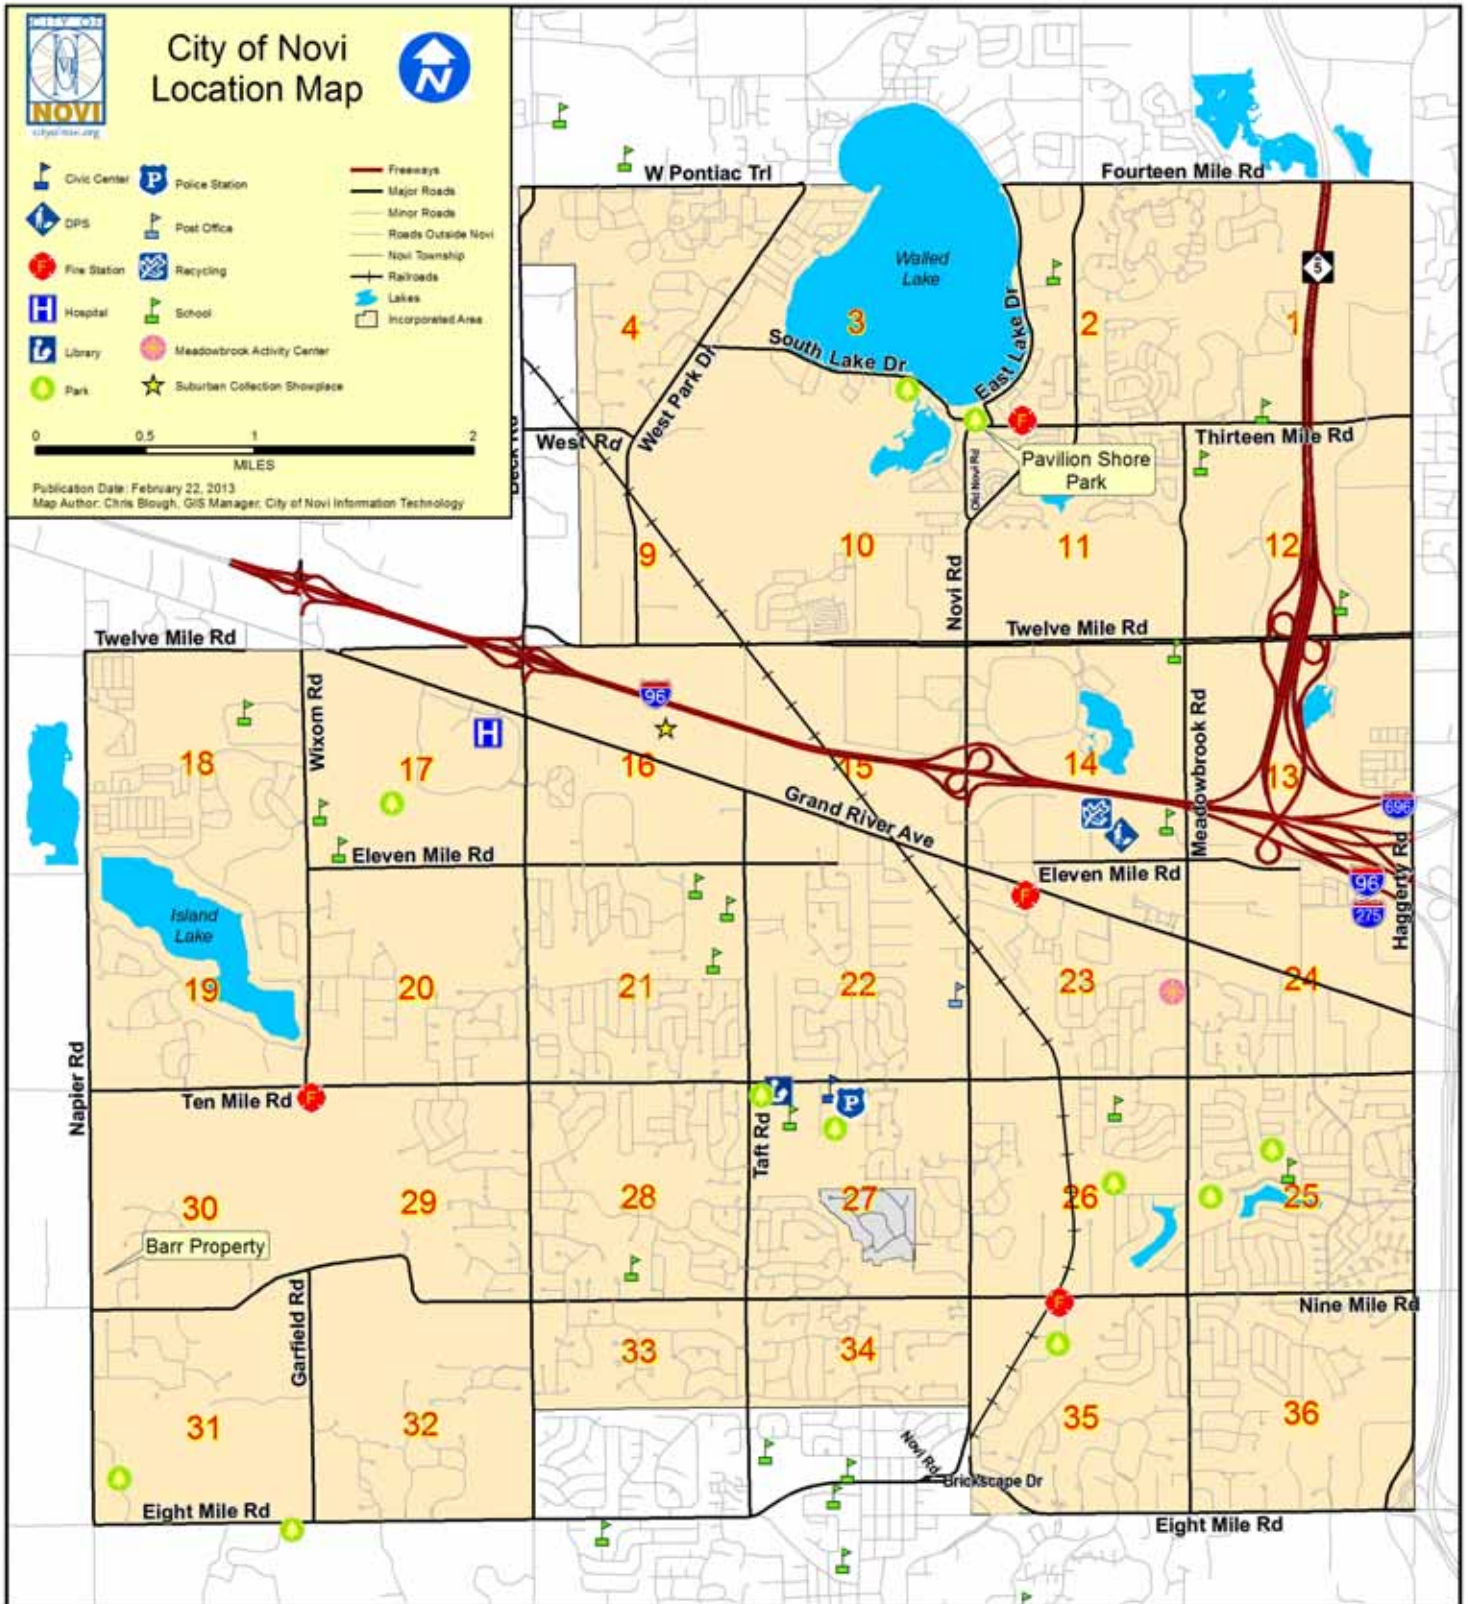 CITY OF
NOVI
cityofnovi.org
City of Novi
Location Map
N
Civic Center
P
Police Station
Freeways
Major Roads
DPS
Post Office
Minor Roads
Roads Outside Novi
Novi Township
F
Fire Station
Recycling
Railroads
H
Hospital
School
Lakes
Incorporated Area
Library
Meadowbrook Activity Center
Park
Suburban Collection Showplace
0 0.5 1 2
MILES
Publication Date: February 22, 2013
Map Author: Chris Blough, GIS Manager, City of Novi Information Technology
W Pontiac Trl
Fourteen Mile Rd
Walled
Lake
5
4
3
2
1
South Lake Dr
East Lake Dr
West Park Dr
Beck Rd
West Rd
F
Thirteen Mile Rd
Pavilion Shore
Park
Old Novi Rd
9
10
11
12
Novi Rd
Twelve Mile Rd
Twelve Mile Rd
Wixom Rd
96
H
Meadowbrook Rd
18
17
16
15
14
13
Grand River Ave
696
Eleven Mile Rd
Eleven Mile Rd
Haggerty Rd
96
275
F
Island
Lake
19
20
21
22
23
24
Napier Rd
Ten Mile Rd
F
P
Taft Rd
30
29
28
27
26
25
Barr Property
Garfield Rd
F
Nine Mile Rd
33
34
31
32
35
36
Novi Rd
Brickscape Dr
Eight Mile Rd
Eight Mile Rd